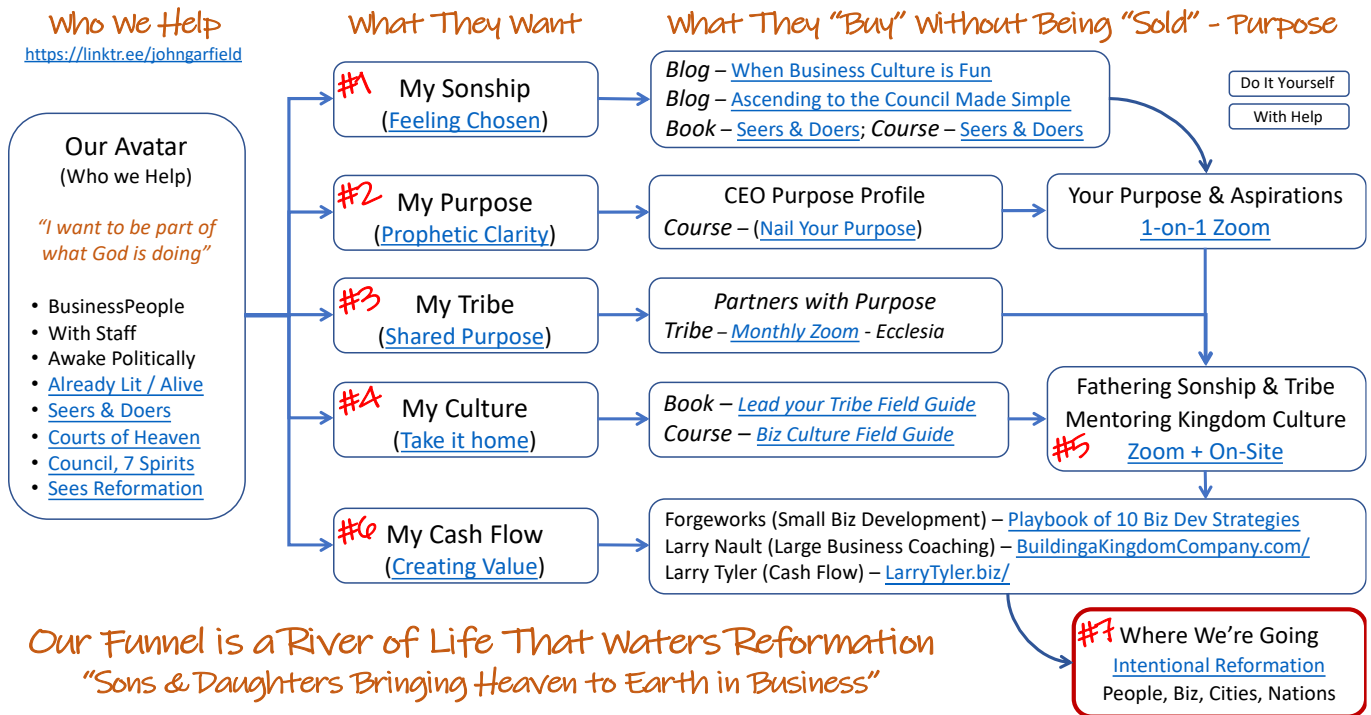 Who We Help
https://linktr.ee/johngarfield
What They Want
What They “Buy” Without Being “Sold” - Purpose
Our Avatar
(Who we Help)
“I want to be part of
what God is doing”
• BusinessPeople
• With Staff
• Awake Politically
• Already Lit / Alive
• Seers & Doers
• Courts of Heaven
• Council, 7 Spirits
• Sees Reformation
#1 My Sonship
(Feeling Chosen)
Blog – When Business Culture is Fun
Blog – Ascending to the Council Made Simple
Book – Seers & Doers; Course – Seers & Doers
Do It Yourself
With Help
#2 My Purpose
(Prophetic Clarity)
CEO Purpose Profile
Course – (Nail Your Purpose)
Your Purpose & Aspirations
1-on-1 Zoom
#3 My Tribe
(Shared Purpose)
Partners with Purpose
Tribe – Monthly Zoom - Ecclesia
#4 My Culture
(Take it home)
Book – Lead your Tribe Field Guide
Course – Biz Culture Field Guide
Fathering Sonship & Tribe
Mentoring Kingdom Culture
#5 Zoom + On-Site
#6 My Cash Flow
(Creating Value)
Forgeworks (Small Biz Development) – Playbook of 10 Biz Dev Strategies
Larry Nault (Large Business Coaching) – BuildingaKingdomCompany.com/
Larry Tyler (Cash Flow) – LarryTyler.biz/
#7 Where We’re Going
Intentional Reformation
People, Biz, Cities, Nations
Our Funnel is a River of Life That Waters Reformation
“Sons & Daughters Bringing Heaven to Earth in Business”